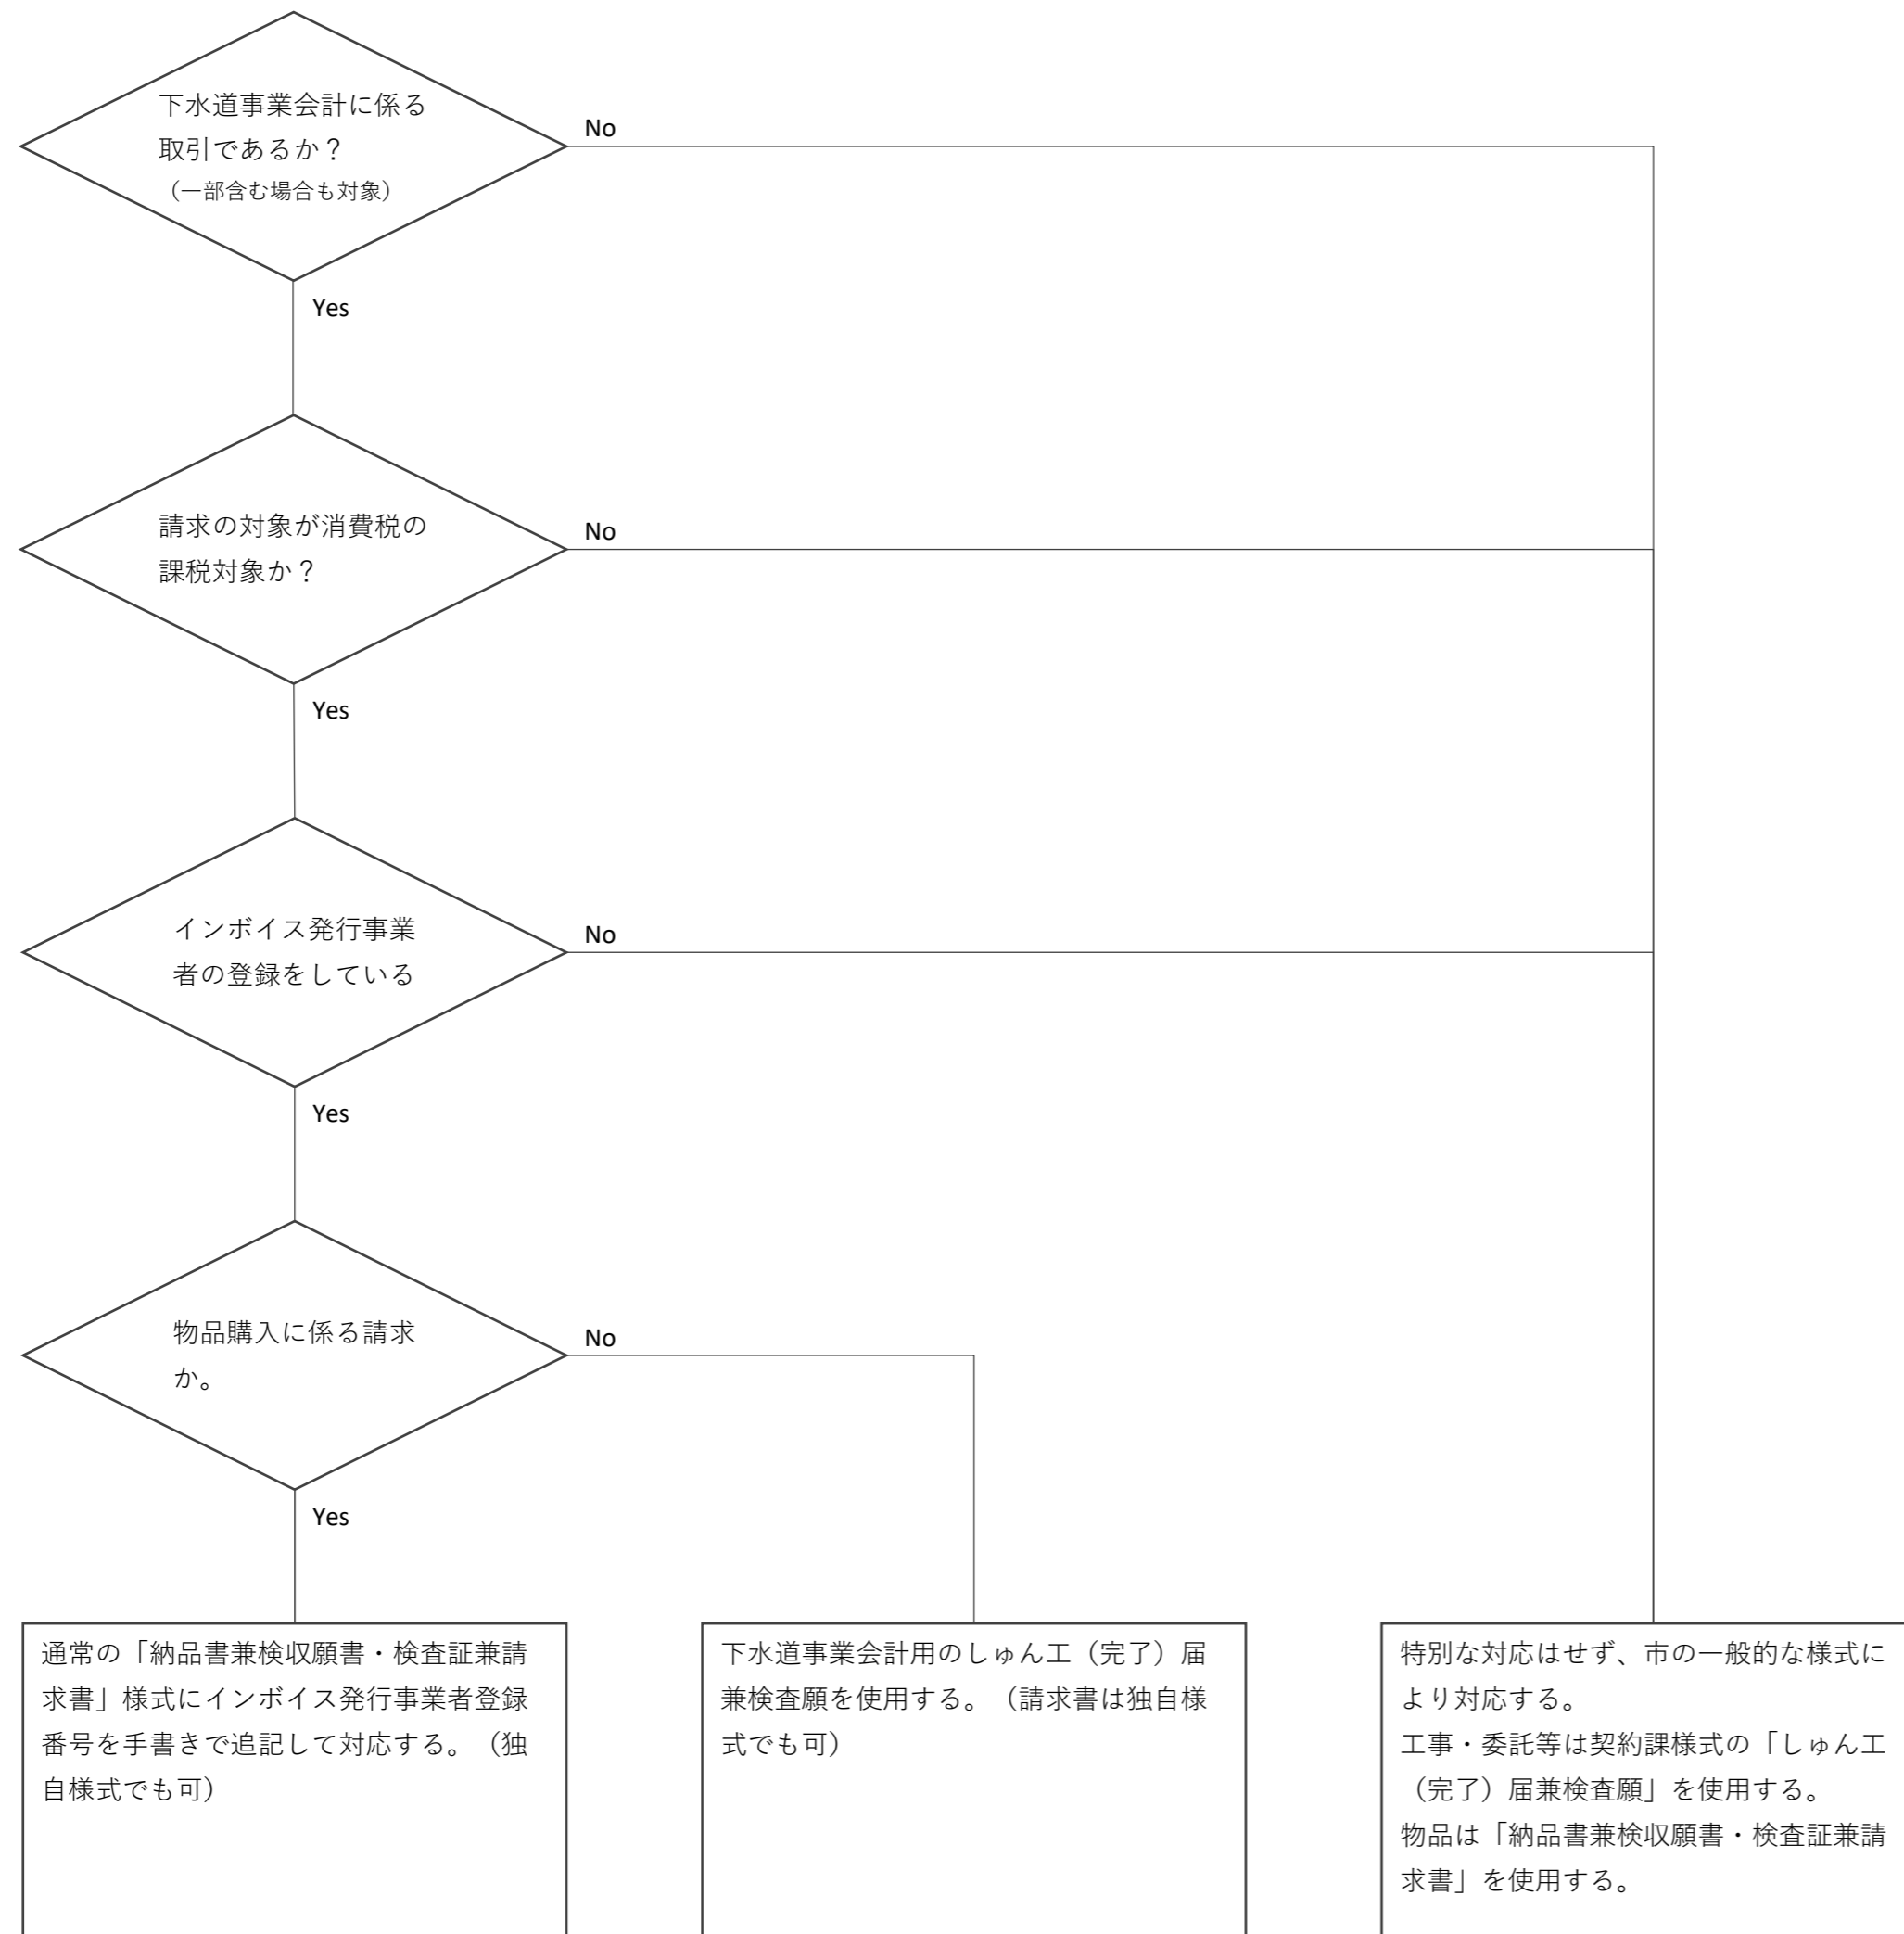 下水道事業会計に係る
取引であるか？
（一部含む場合も対象）
No
Yes
請求の対象が消費税の
課税対象か？
No
Yes
インボイス発行事業
者の登録をしている
No
Yes
物品購入に係る請求
か。
No
Yes
通常の「納品書兼検収願書・検査証兼請
求書」様式にインボイス発行事業者登録
番号を手書きで追記して対応する。（独
自様式でも可）
下水道事業会計用のしゅん工（完了）届
兼検査願を使用する。（請求書は独自様
式でも可）
特別な対応はせず、市の一般的な様式に
より対応する。
工事・委託等は契約課様式の「しゅん工
（完了）届兼検査願」を使用する。
物品は「納品書兼検収願書・検査証兼請
求書」を使用する。